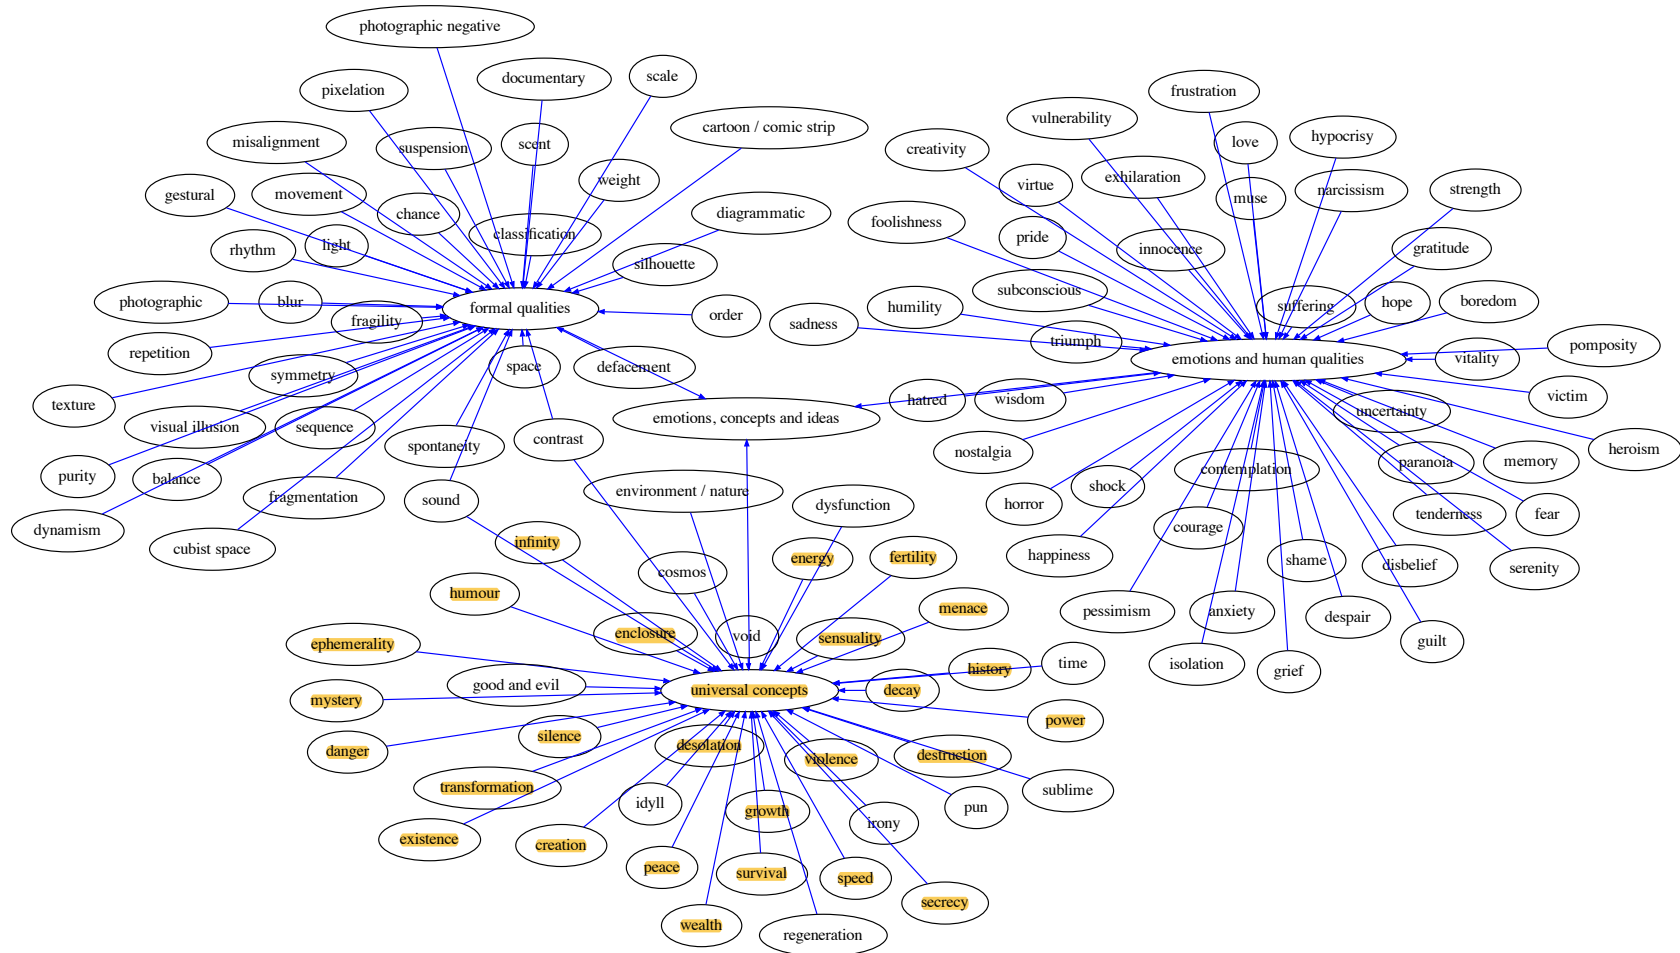 photographic negative
documentary
scale
pixelation
frustration
vulnerability
cartoon / comic strip
hypocrisy
misalignment
suspension
scent
love
creativity
exhilaration
weight
virtue
narcissism
strength
gestural
movement
muse
chance
diagrammatic
foolishness
classification
pride
rhythm
light
innocence
gratitude
silhouette
subconscious
photographic
blur
formal qualities
humility
suffering
hope
boredom
order
fragility
sadness
triumph
pomposity
repetition
emotions and human qualities
vitality
space
defacement
symmetry
texture
hatred
wisdom
victim
uncertainty
emotions, concepts and ideas
visual illusion
sequence
spontaneity
contrast
nostalgia
heroism
paranoia
memory
contemplation
purity
balance
shock
environment / nature
fragmentation
sound
horror
dysfunction
tenderness
fear
dynamism
courage
infinity
cubist space
happiness
energy
fertility
shame
disbelief
serenity
cosmos
humour
menace
pessimism
anxiety
despair
enclosure
void
sensuality
guilt
ephemerality
time
isolation
history
grief
good and evil
universal concepts
decay
mystery
power
silence
desolation
danger
violence
destruction
transformation
sublime
idyll
growth
pun
irony
existence
creation
peace
survival
speed
secrecy
wealth
regeneration